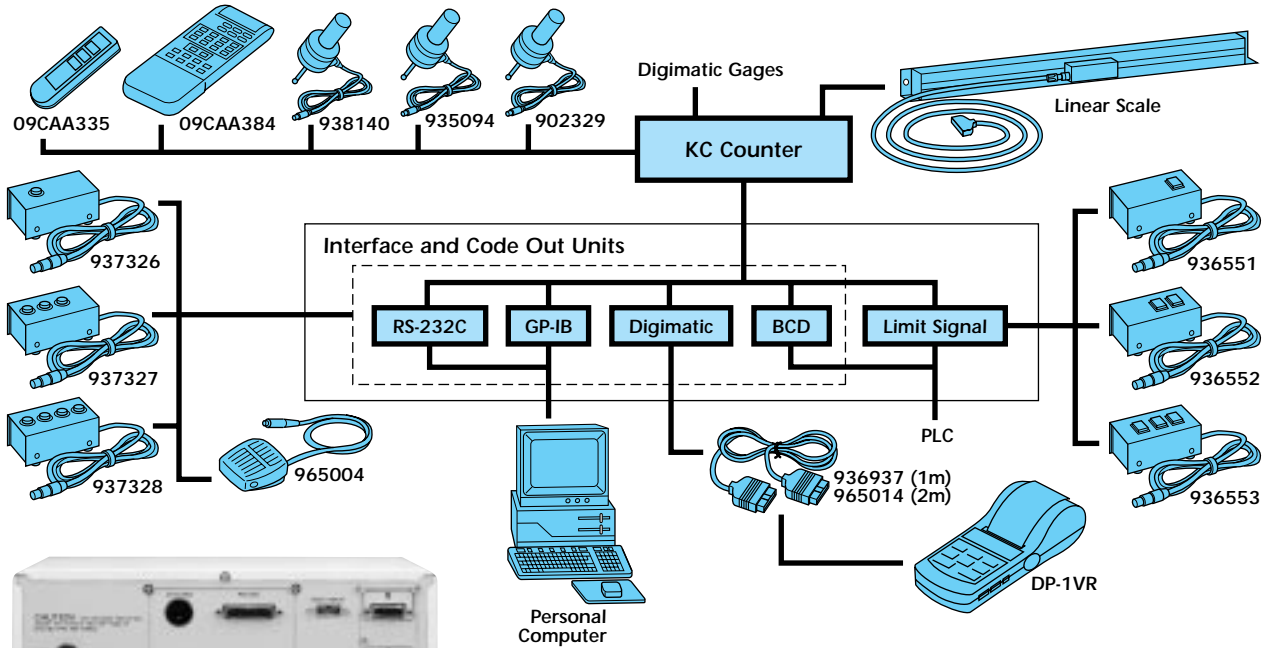 Digimatic Gages
Linear Scale
09CAA335
09CAA384
938140
935094
902329
KC Counter
Interface and Code Out Units
937326
936551
RS-232C
GP-IB
Digimatic
BCD
Limit Signal
937327
936552
PLC
937328
965004
936937 (1m)
965014 (2m)
936553
DP-1VR
Personal
Computer